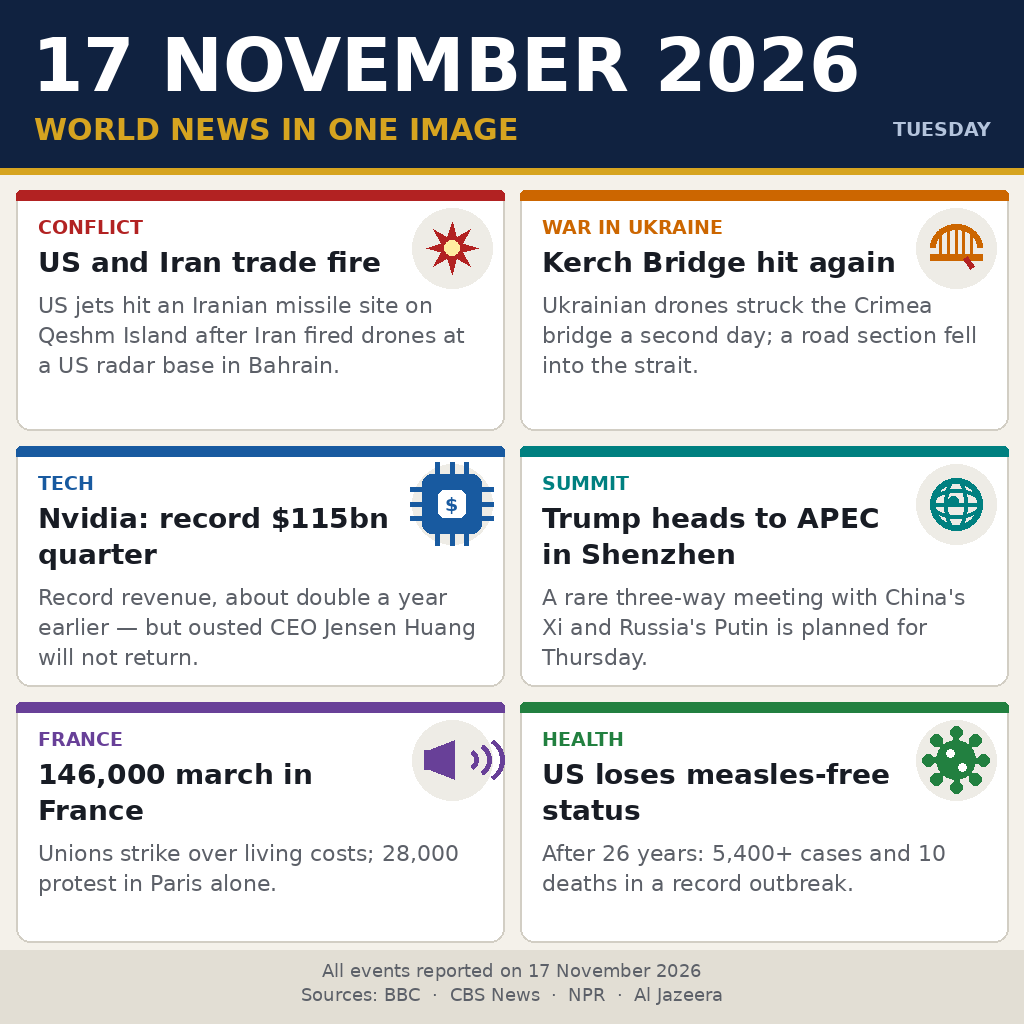 17 NOVEMBER 2026
WORLD NEWS IN ONE IMAGE
TUESDAY
CONFLICT
US and Iran trade fire
US jets hit an Iranian missile site on
Qeshm Island after Iran fired drones at
a US radar base in Bahrain.
WAR IN UKRAINE
Kerch Bridge hit again
Ukrainian drones struck the Crimea
bridge a second day; a road section fell
into the strait.
TECH
$
Nvidia: record $115bn
quarter
Record revenue, about double a year
earlier — but ousted CEO Jensen Huang
will not return.
SUMMIT
Trump heads to APEC
in Shenzhen
A rare three-way meeting with China's
Xi and Russia's Putin is planned for
Thursday.
FRANCE
146,000 march in
France
Unions strike over living costs; 28,000
protest in Paris alone.
HEALTH
US loses measles-free
status
After 26 years: 5,400+ cases and 10
deaths in a record outbreak.
All events reported on 17 November 2026
Sources: BBC · CBS News · NPR · Al Jazeera